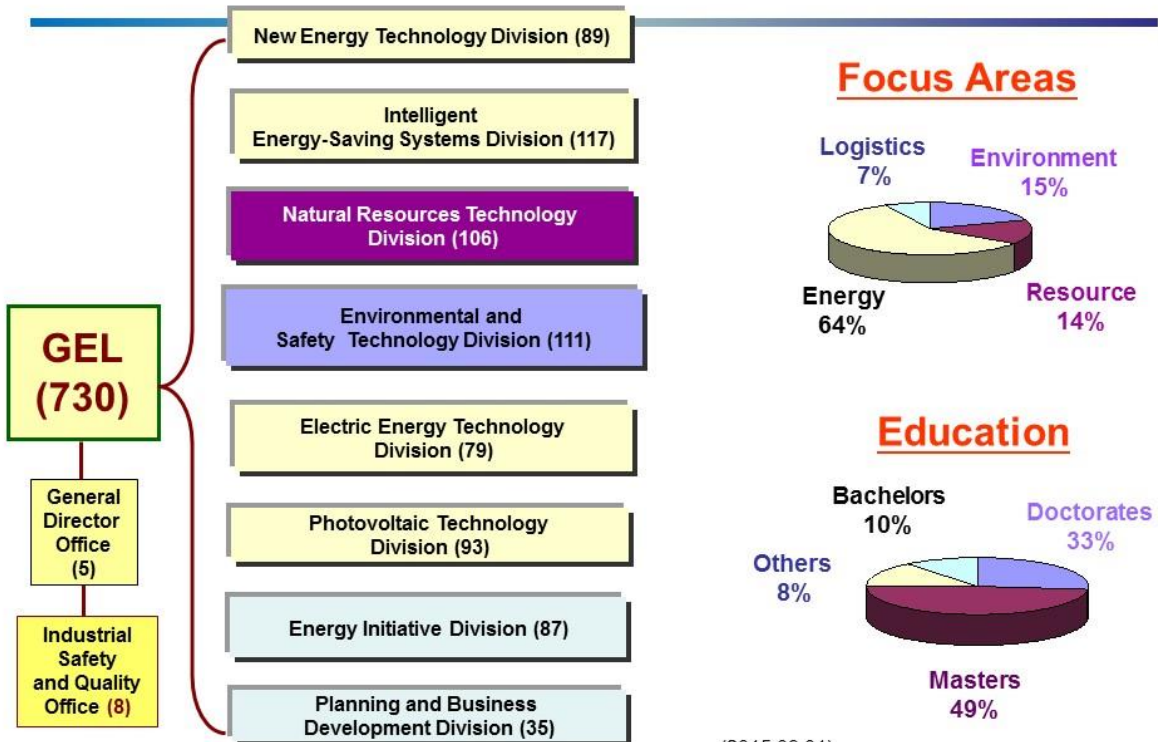 New Energy Technology Division (89)
Intelligent
Energy-Saving Systems Division (117)
Natural Resources Technology
Division (106)
Environmental and
Safety Technology Division (111)
Electric Energy Technology
Division (79)
Photovoltaic Technology
Division (93)
Energy Initiative Division (87)
Planning and Business
Development Division (35)
GEL
(730)
General
Director
Office
(5)
Industrial
Safety
and Quality
Office (8)
Focus Areas
Logistics
7%
Environment
15%
Energy
64%
Resource
14%
Education
Bachelors
10%
Doctorates
33%
Others
8%
Masters
49%